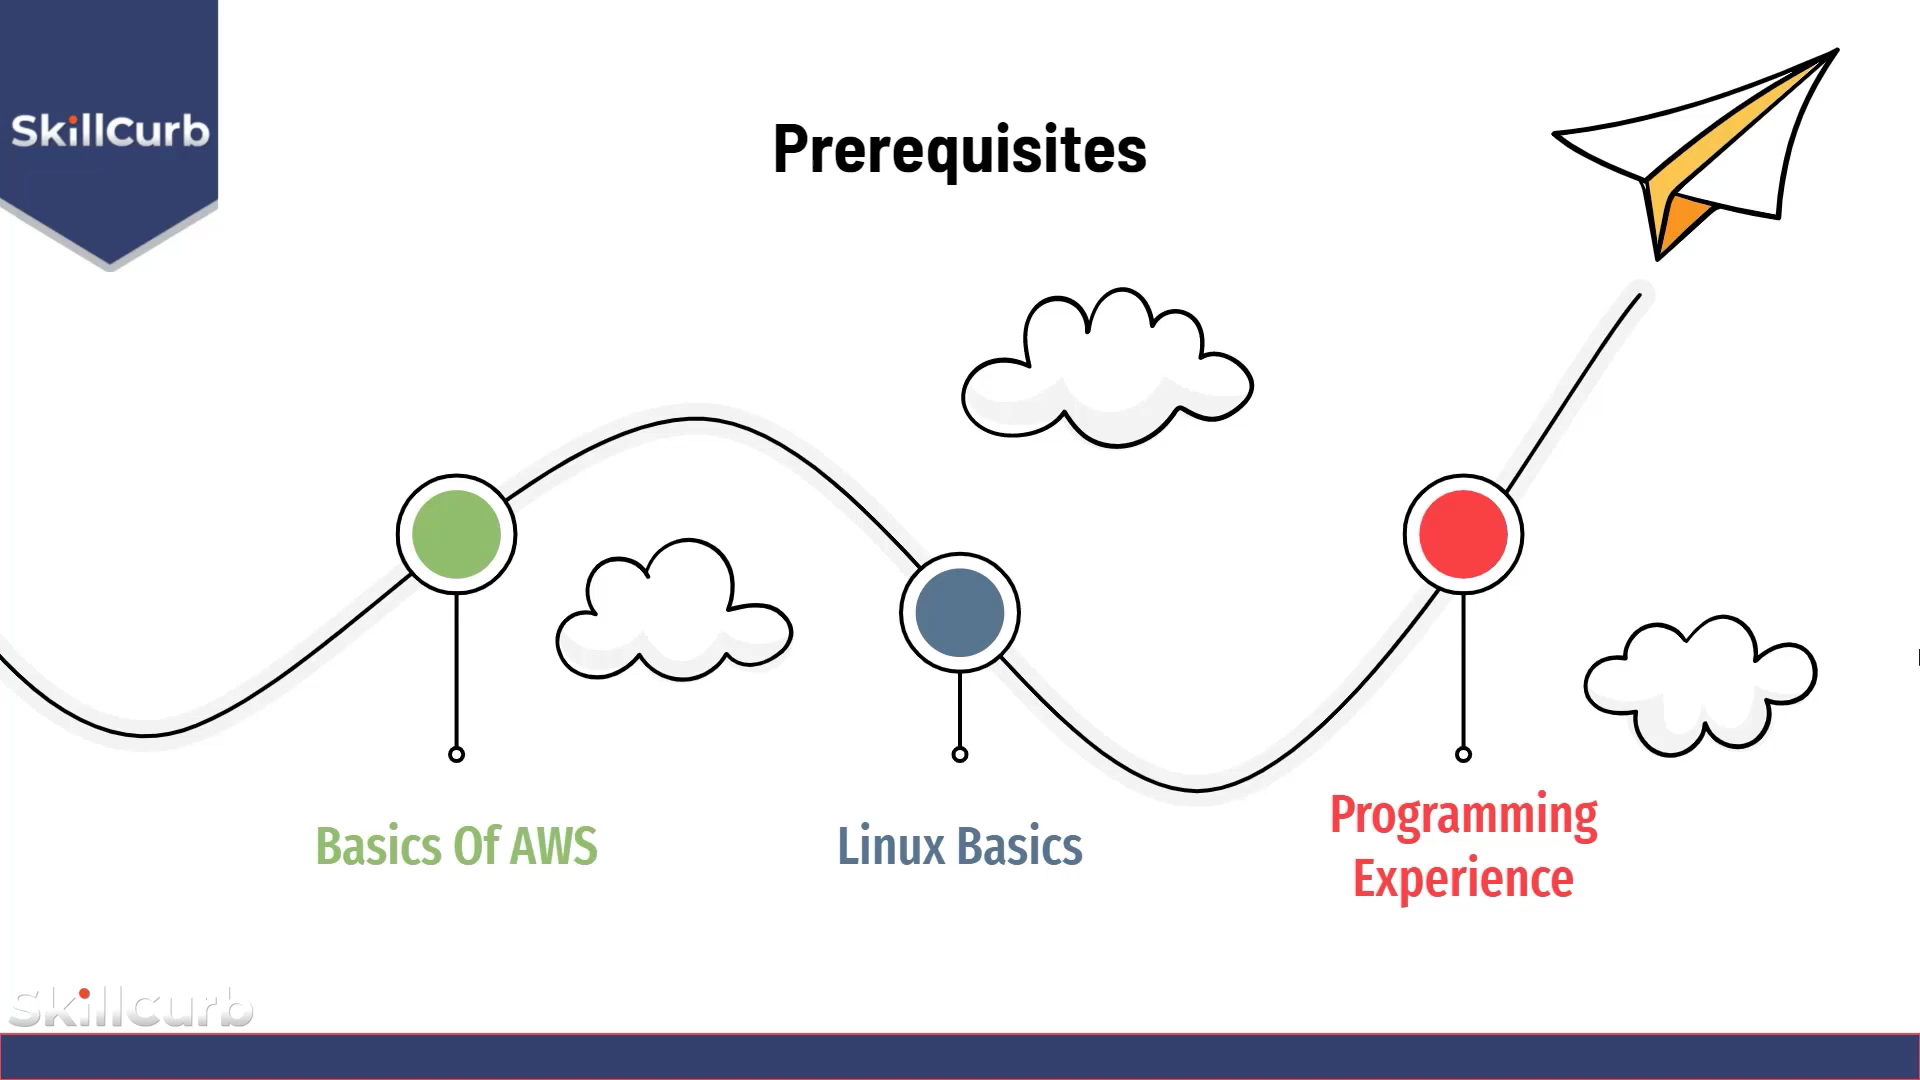 SkillCurb
Prerequisites
Basics Of AWS
Linux Basics
Programming
Experience
Skillcurb